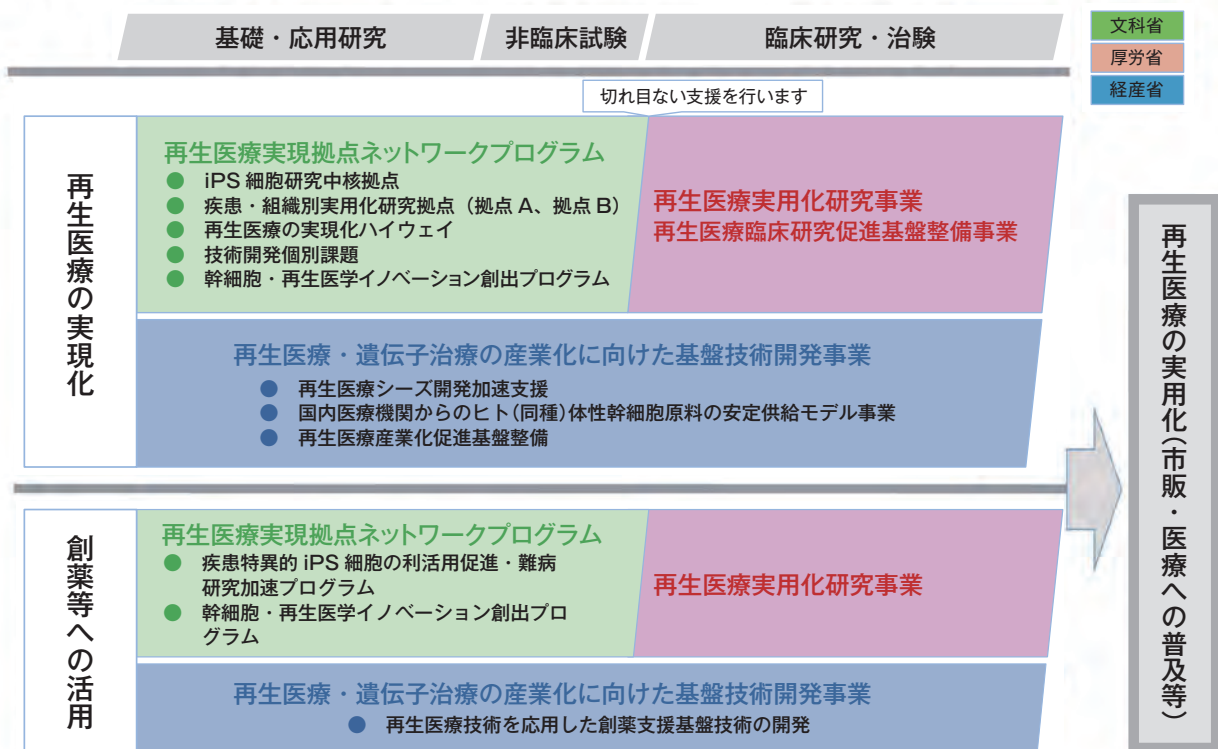 基礎・応用研究
非臨床試験
臨床研究・治験
文科省
厚労省
経産省
切れ目ない支援を行います
再生医療の実現化
再生医療実現拠点ネットワークプログラム
● iPS 細胞研究中核拠点
● 疾患・組織別実用化研究拠点（拠点 A、拠点 B）
● 再生医療の実現化ハイウェイ
● 技術開発個別課題
● 幹細胞・再生医学イノベーション創出プログラム
再生医療実用化研究事業
再生医療臨床研究促進基盤整備事業
再生医療・遺伝子治療の産業化に向けた基盤技術開発事業
● 再生医療シーズ開発加速支援
● 国内医療機関からのヒト（同種）体性幹細胞原料の安定供給モデル事業
● 再生医療産業化促進基盤整備
創薬等への活用
再生医療実現拠点ネットワークプログラム
● 疾患特異的 iPS 細胞の利活用促進・難病
研究加速プログラム
● 幹細胞・再生医学イノベーション創出プロ
グラム
再生医療実用化研究事業
再生医療・遺伝子治療の産業化に向けた基盤技術開発事業
● 再生医療技術を応用した創薬支援基盤技術の開発
再生医療の実用化（市販・医療への普及等）